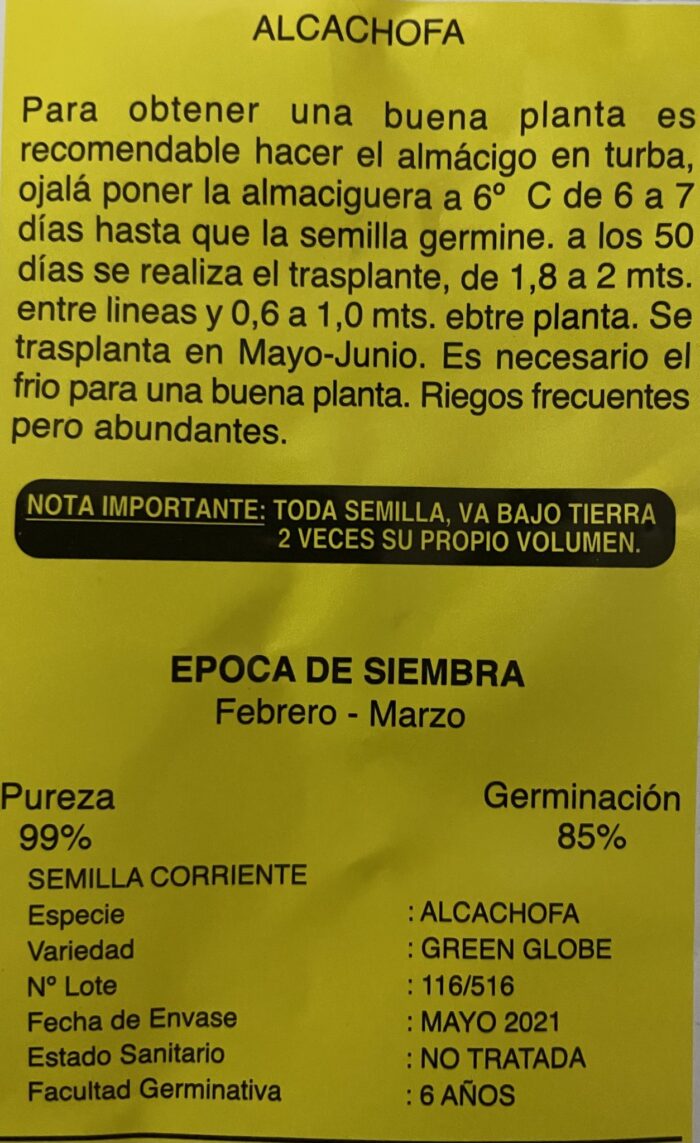 ALCACHOFA
Para obtener una buena planta es
recomendable hacer el almácigo en turba,
ojalá poner la almaciguera a 6º C de 6 a 7
días hasta que la semilla germine. a los 50
días se realiza el trasplante, de 1,8 a 2 mts.
entre lineas y 0,6 a 1,0 mts. ebtre planta. Se
trasplanta en Mayo-Junio. Es necesario el
frio para una buena planta. Riegos frecuentes
pero abundantes.
NOTA IMPORTANTE: TODA SEMILLA, VA BAJO TIERRA
2 VECES SU PROPIO VOLUMEN.
EPOCA DE SIEMBRA
Febrero - Marzo
Pureza Germinación
99% 85%
SEMILLA CORRIENTE
Especie : ALCACHOFA
Variedad : GREEN GLOBE
Nº Lote : 116/516
Fecha de Envase : MAYO 2021
Estado Sanitario : NO TRATADA
Facultad Germinativa : 6 AÑOS